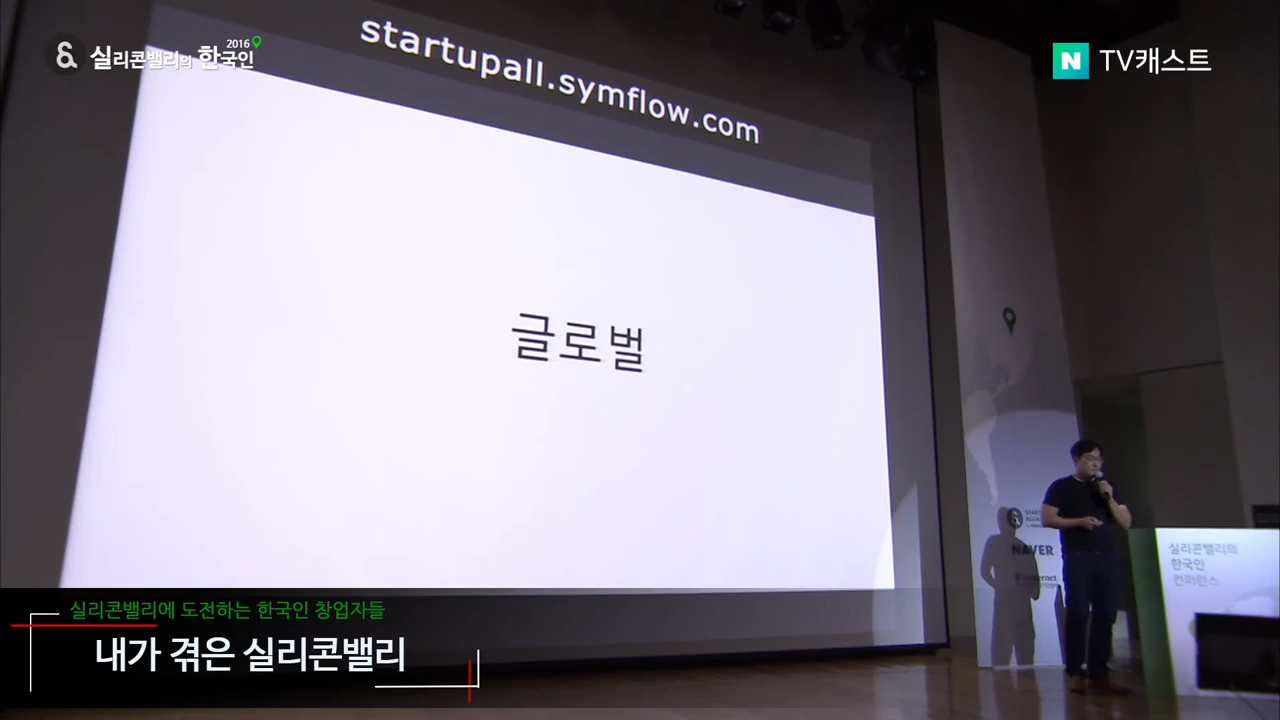 2016
실리콘밸리의 한국인
N TV캐스트
startupall.symflow.com
글로벌
NAVER
실리콘밸리의
한국인
컨퍼런스
실리콘밸리에 도전하는 한국인 창업자들
내가 겪은 실리콘밸리